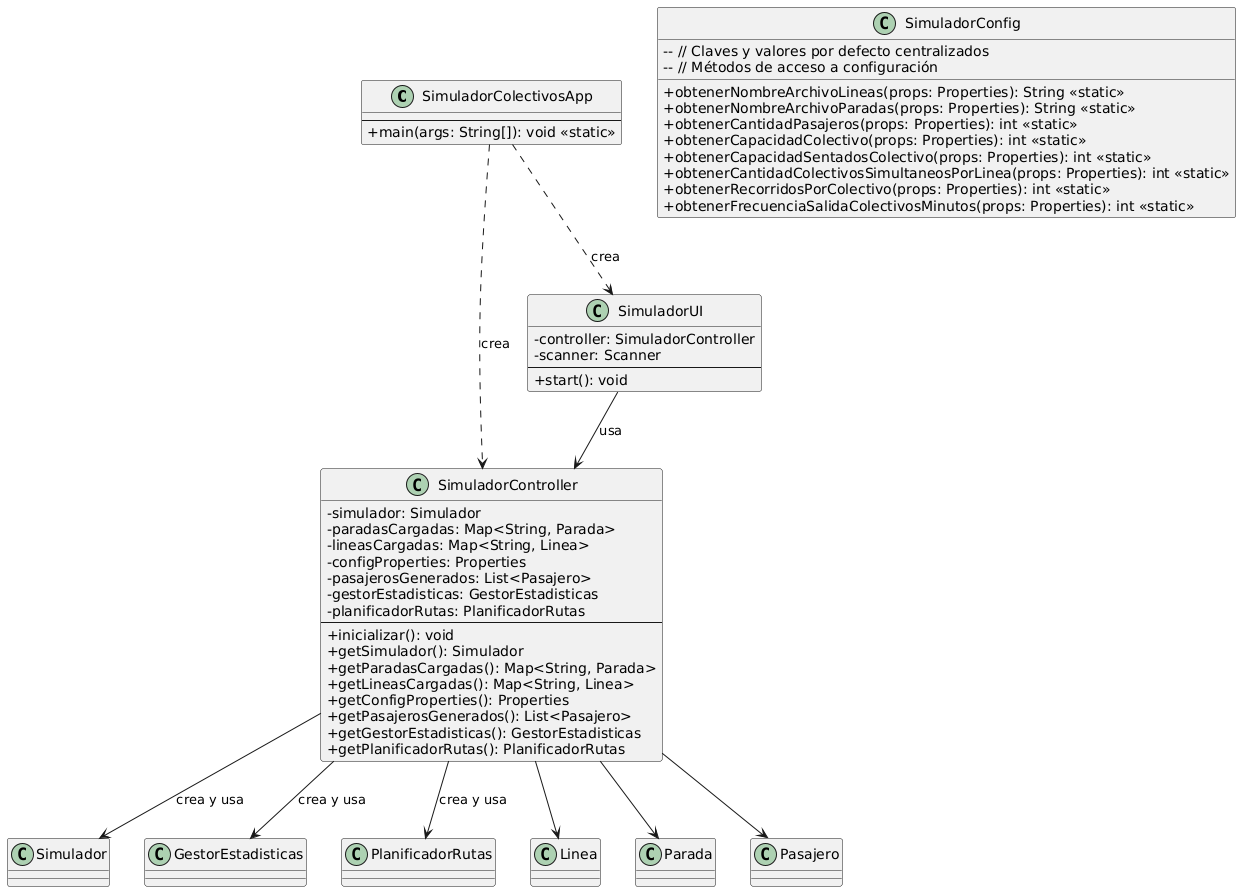 C SimuladorConfig
-- // Claves y valores por defecto centralizados
-- // Métodos de acceso a configuración
+obtenerNombreArchivoLineas(props: Properties): String «static»
+obtenerNombreArchivoParadas(props: Properties): String «static»
+obtenerCantidadPasajeros(props: Properties): int «static»
+obtenerCapacidadColectivo(props: Properties): int «static»
+obtenerCapacidadSentadosColectivo(props: Properties): int «static»
+obtenerCantidadColectivosSimultaneosPorLinea(props: Properties): int «static»
+obtenerRecorridosPorColectivo(props: Properties): int «static»
+obtenerFrecuenciaSalidaColectivosMinutos(props: Properties): int «static»
C SimuladorColectivosApp
+main(args: String[]): void «static»
crea
C SimuladorUI
-controller: SimuladorController
-scanner: Scanner
+start(): void
crea
usa
C SimuladorController
-simulador: Simulador
-paradasCargadas: Map<String, Parada>
-lineasCargadas: Map<String, Linea>
-configProperties: Properties
-pasajerosGenerados: List<Pasajero>
-gestorEstadisticas: GestorEstadisticas
-planificadorRutas: PlanificadorRutas
+inicializar(): void
+getSimulador(): Simulador
+getParadasCargadas(): Map<String, Parada>
+getLineasCargadas(): Map<String, Linea>
+getConfigProperties(): Properties
+getPasajerosGenerados(): List<Pasajero>
+getGestorEstadisticas(): GestorEstadisticas
+getPlanificadorRutas(): PlanificadorRutas
crea y usa
crea y usa
crea y usa
C Simulador
C GestorEstadisticas
C PlanificadorRutas
C Linea
C Parada
C Pasajero